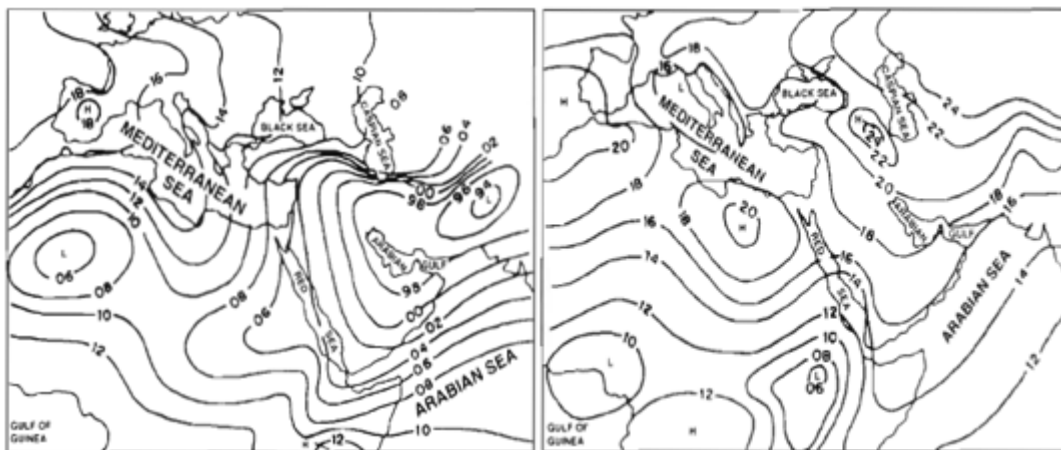 18
16
14
12
10
08
H
18
BLACK SEA
CASPIAN SEA
06
04
02
MEDITERRANEAN
SEA
14
12
10
00
98
96
94
L
L
06
08
10
12
08
06
RED
SEA
ARABIAN
GULF
98
00
02
04
06
08
10
ARABIAN SEA
GULF OF
GUINEA
H
12
H
16
18
L
BLACK SEA
CASPIAN SEA
24
22
H
24
22
20
MEDITERRANEAN
SEA
20
18
16
14
18
20
H
20
18
ARABIAN
GULF
18
16
RED
SEA
16
14
12
10
08
L
06
12
10
L
12
H
ARABIAN SEA
14
12
GULF OF
GUINEA